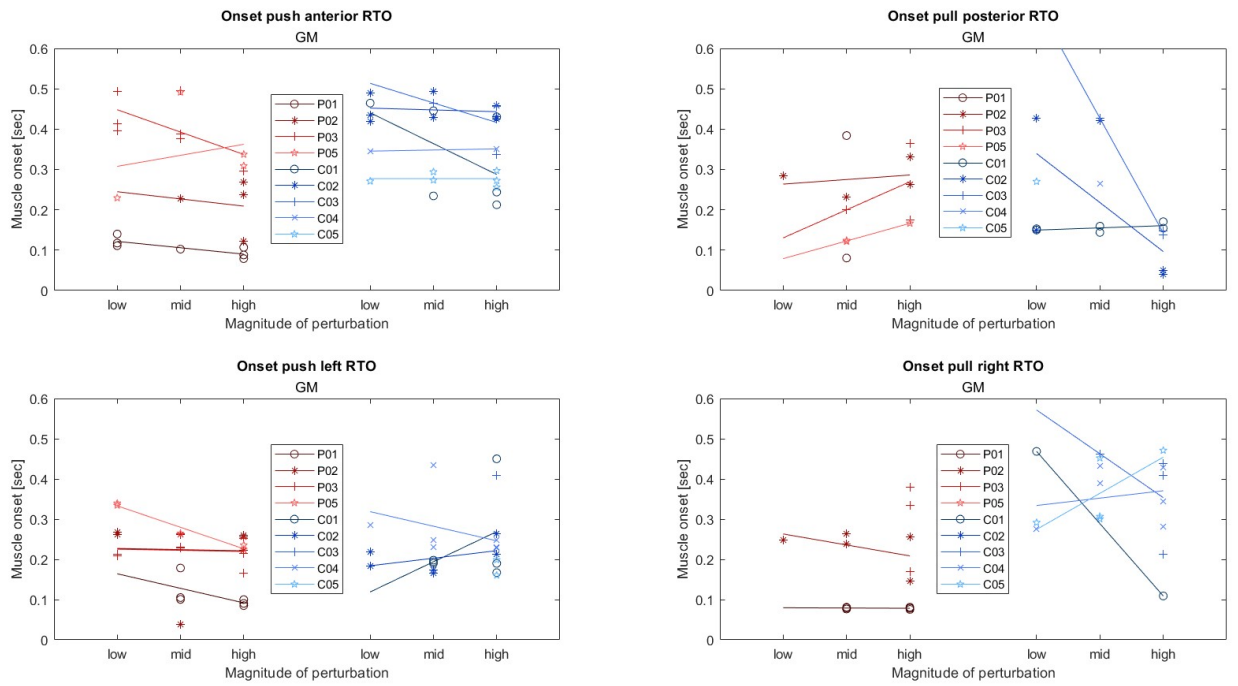 Onset push anterior RTO
GM
0.6
0.5
0.4
0.3
0.2
0.1
0
Muscle onset [sec]
low mid high low mid high
Magnitude of perturbation
P01
P02
P03
P05
C01
C02
C03
C04
C05
Onset pull posterior RTO
GM
0.6
0.5
0.4
0.3
0.2
0.1
0
Muscle onset [sec]
low mid high low mid high
Magnitude of perturbation
P01
P02
P03
P05
C01
C02
C03
C04
C05
Onset push left RTO
GM
0.6
0.5
0.4
0.3
0.2
0.1
0
Muscle onset [sec]
low mid high low mid high
Magnitude of perturbation
P01
P02
P03
P05
C01
C02
C03
C04
C05
Onset pull right RTO
GM
0.6
0.5
0.4
0.3
0.2
0.1
0
Muscle onset [sec]
low mid high low mid high
Magnitude of perturbation
P01
P02
P03
P05
C01
C02
C03
C04
C05